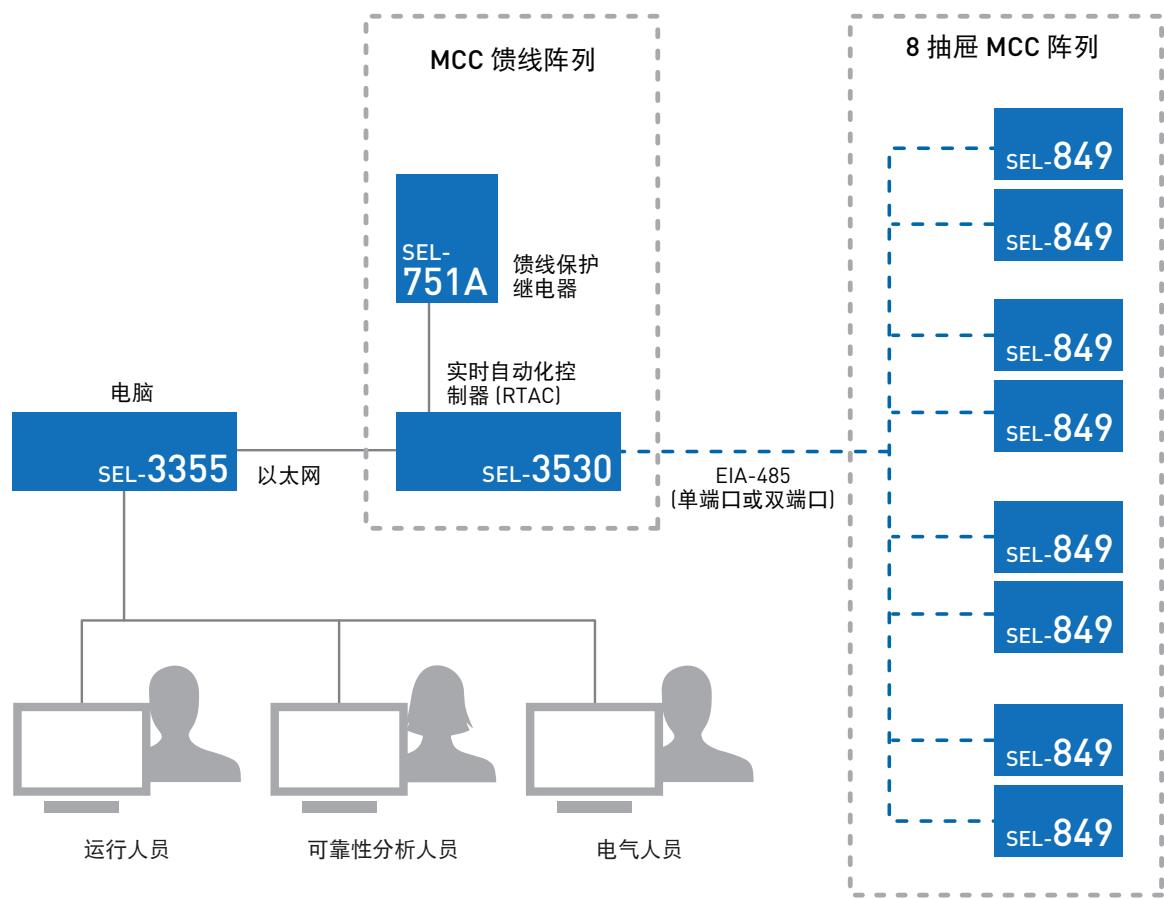 MCC 馈线阵列
8 抽屉 MCC 阵列
SEL-
751A
馈线保护
继电器
实时自动化控
制器 (RTAC)
电脑
SEL-3355
以太网
SEL-3530
EIA-485
(单端口或双端口)
SEL-849
SEL-849
SEL-849
SEL-849
SEL-849
SEL-849
SEL-849
SEL-849
运行人员
可靠性分析人员
电气人员